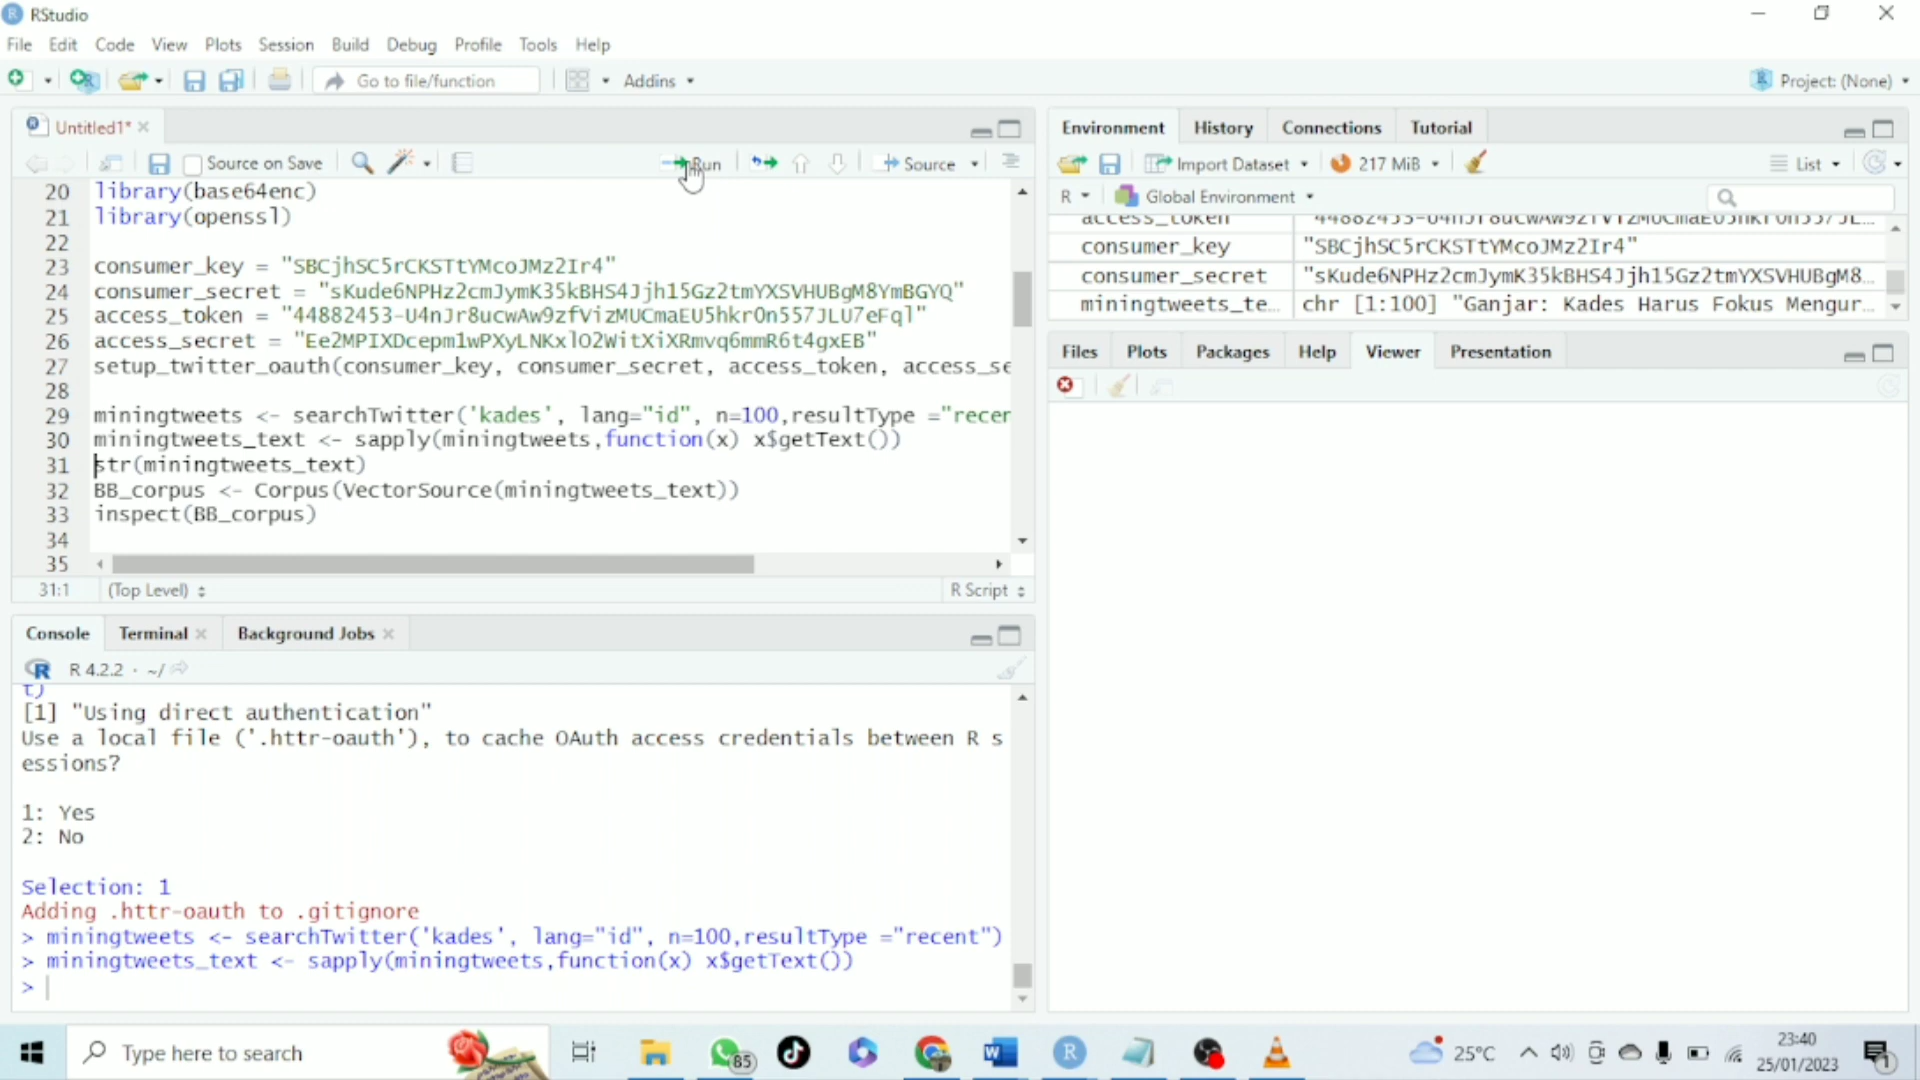 RStudio
File Edit Code View Plots Session Build Debug Profile Tools Help
Go to file/function Addins Project: (None)
Untitled1*
Source on Save Run Source
20 library(base64enc)
21 library(openssl)
22
23 consumer_key = "SBCjhSC5rCKSTtYMcoJMz2Ir4"
24 consumer_secret = "sKude6NPHz2cmJymK35kBHS4Jjh15Gz2tmYXSVHUBgM8YmBGYQ"
25 access_token = "44882453-U4nJr8ucwAw9zfVizMUCmaEU5hkrOn557JLU7eFql"
26 access_secret = "Ee2MPIXDcepm1wPXyLNKxlO2WitXiXRmvq6mmR6t4gxEB"
27 setup_twitter_oauth(consumer_key, consumer_secret, access_token, access_se
28
29 miningtweets <- searchTwitter('kades', lang="id", n=100,resultType ="recen
30 miningtweets_text <- sapply(miningtweets,function(x) x$getText())
31 str(miningtweets_text)
32 BB_corpus <- Corpus(VectorSource(miningtweets_text))
33 inspect(BB_corpus)
34
35
31:1 (Top Level) R Script
Console Terminal Background Jobs
R 4.2.2 · ~/
t)
[1] "Using direct authentication"
Use a local file ('.httr-oauth'), to cache OAuth access credentials between R s
essions?
1: Yes
2: No
Selection: 1
Adding .httr-oauth to .gitignore
> miningtweets <- searchTwitter('kades', lang="id", n=100,resultType ="recent")
> miningtweets_text <- sapply(miningtweets,function(x) x$getText())
>
Environment History Connections Tutorial
Import Dataset 217 MiB List
R Global Environment
access_token
consumer_key "SBCjhSC5rCKSTtYMcoJMz2Ir4"
consumer_secret "sKude6NPHz2cmJymK35kBHS4Jjh15Gz2tmYXSVHUBgM8…
miningtweets_te… chr [1:100] "Ganjar: Kades Harus Fokus Mengur…
Files Plots Packages Help Viewer Presentation
Type here to search
85
25°C
23:40
25/01/2023
1